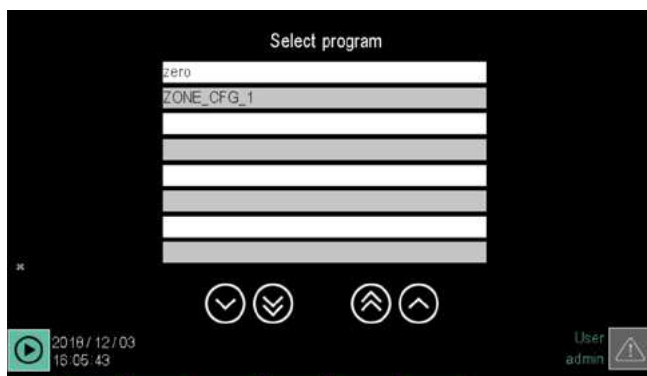 Select program
zero
ZONE_CFG_1
2018/12/03
16:05:43
User
admin